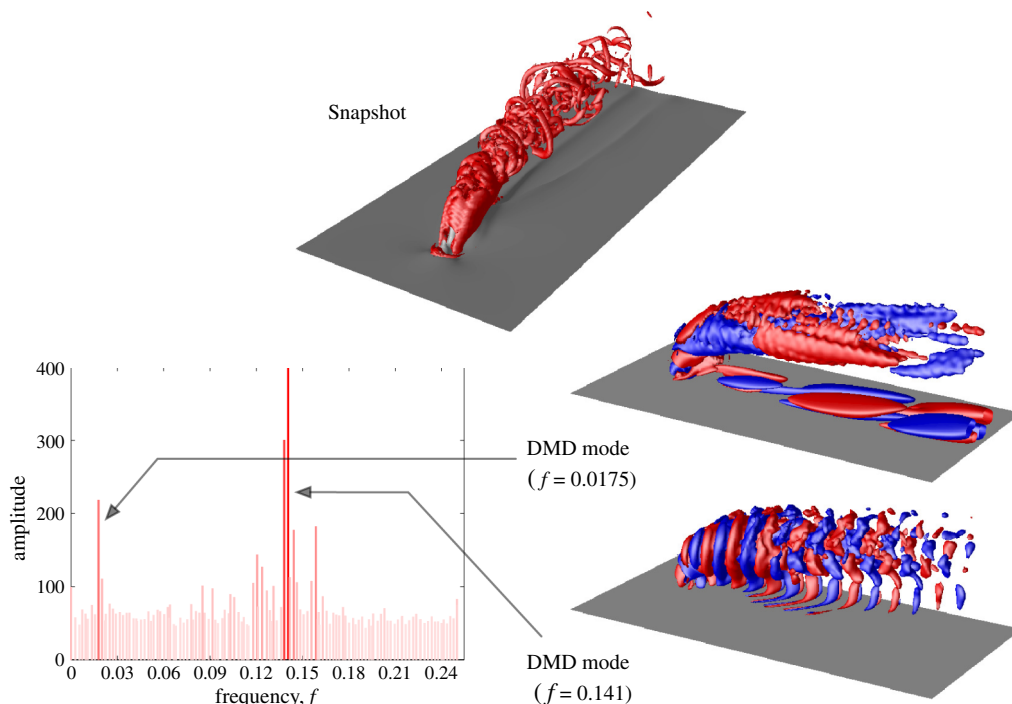 Snapshot
400
300
200
100
0
amplitude
0 0.03 0.06 0.09 0.12 0.15 0.18 0.21 0.24
frequency, f
DMD mode
(f = 0.0175)
DMD mode
(f = 0.141)